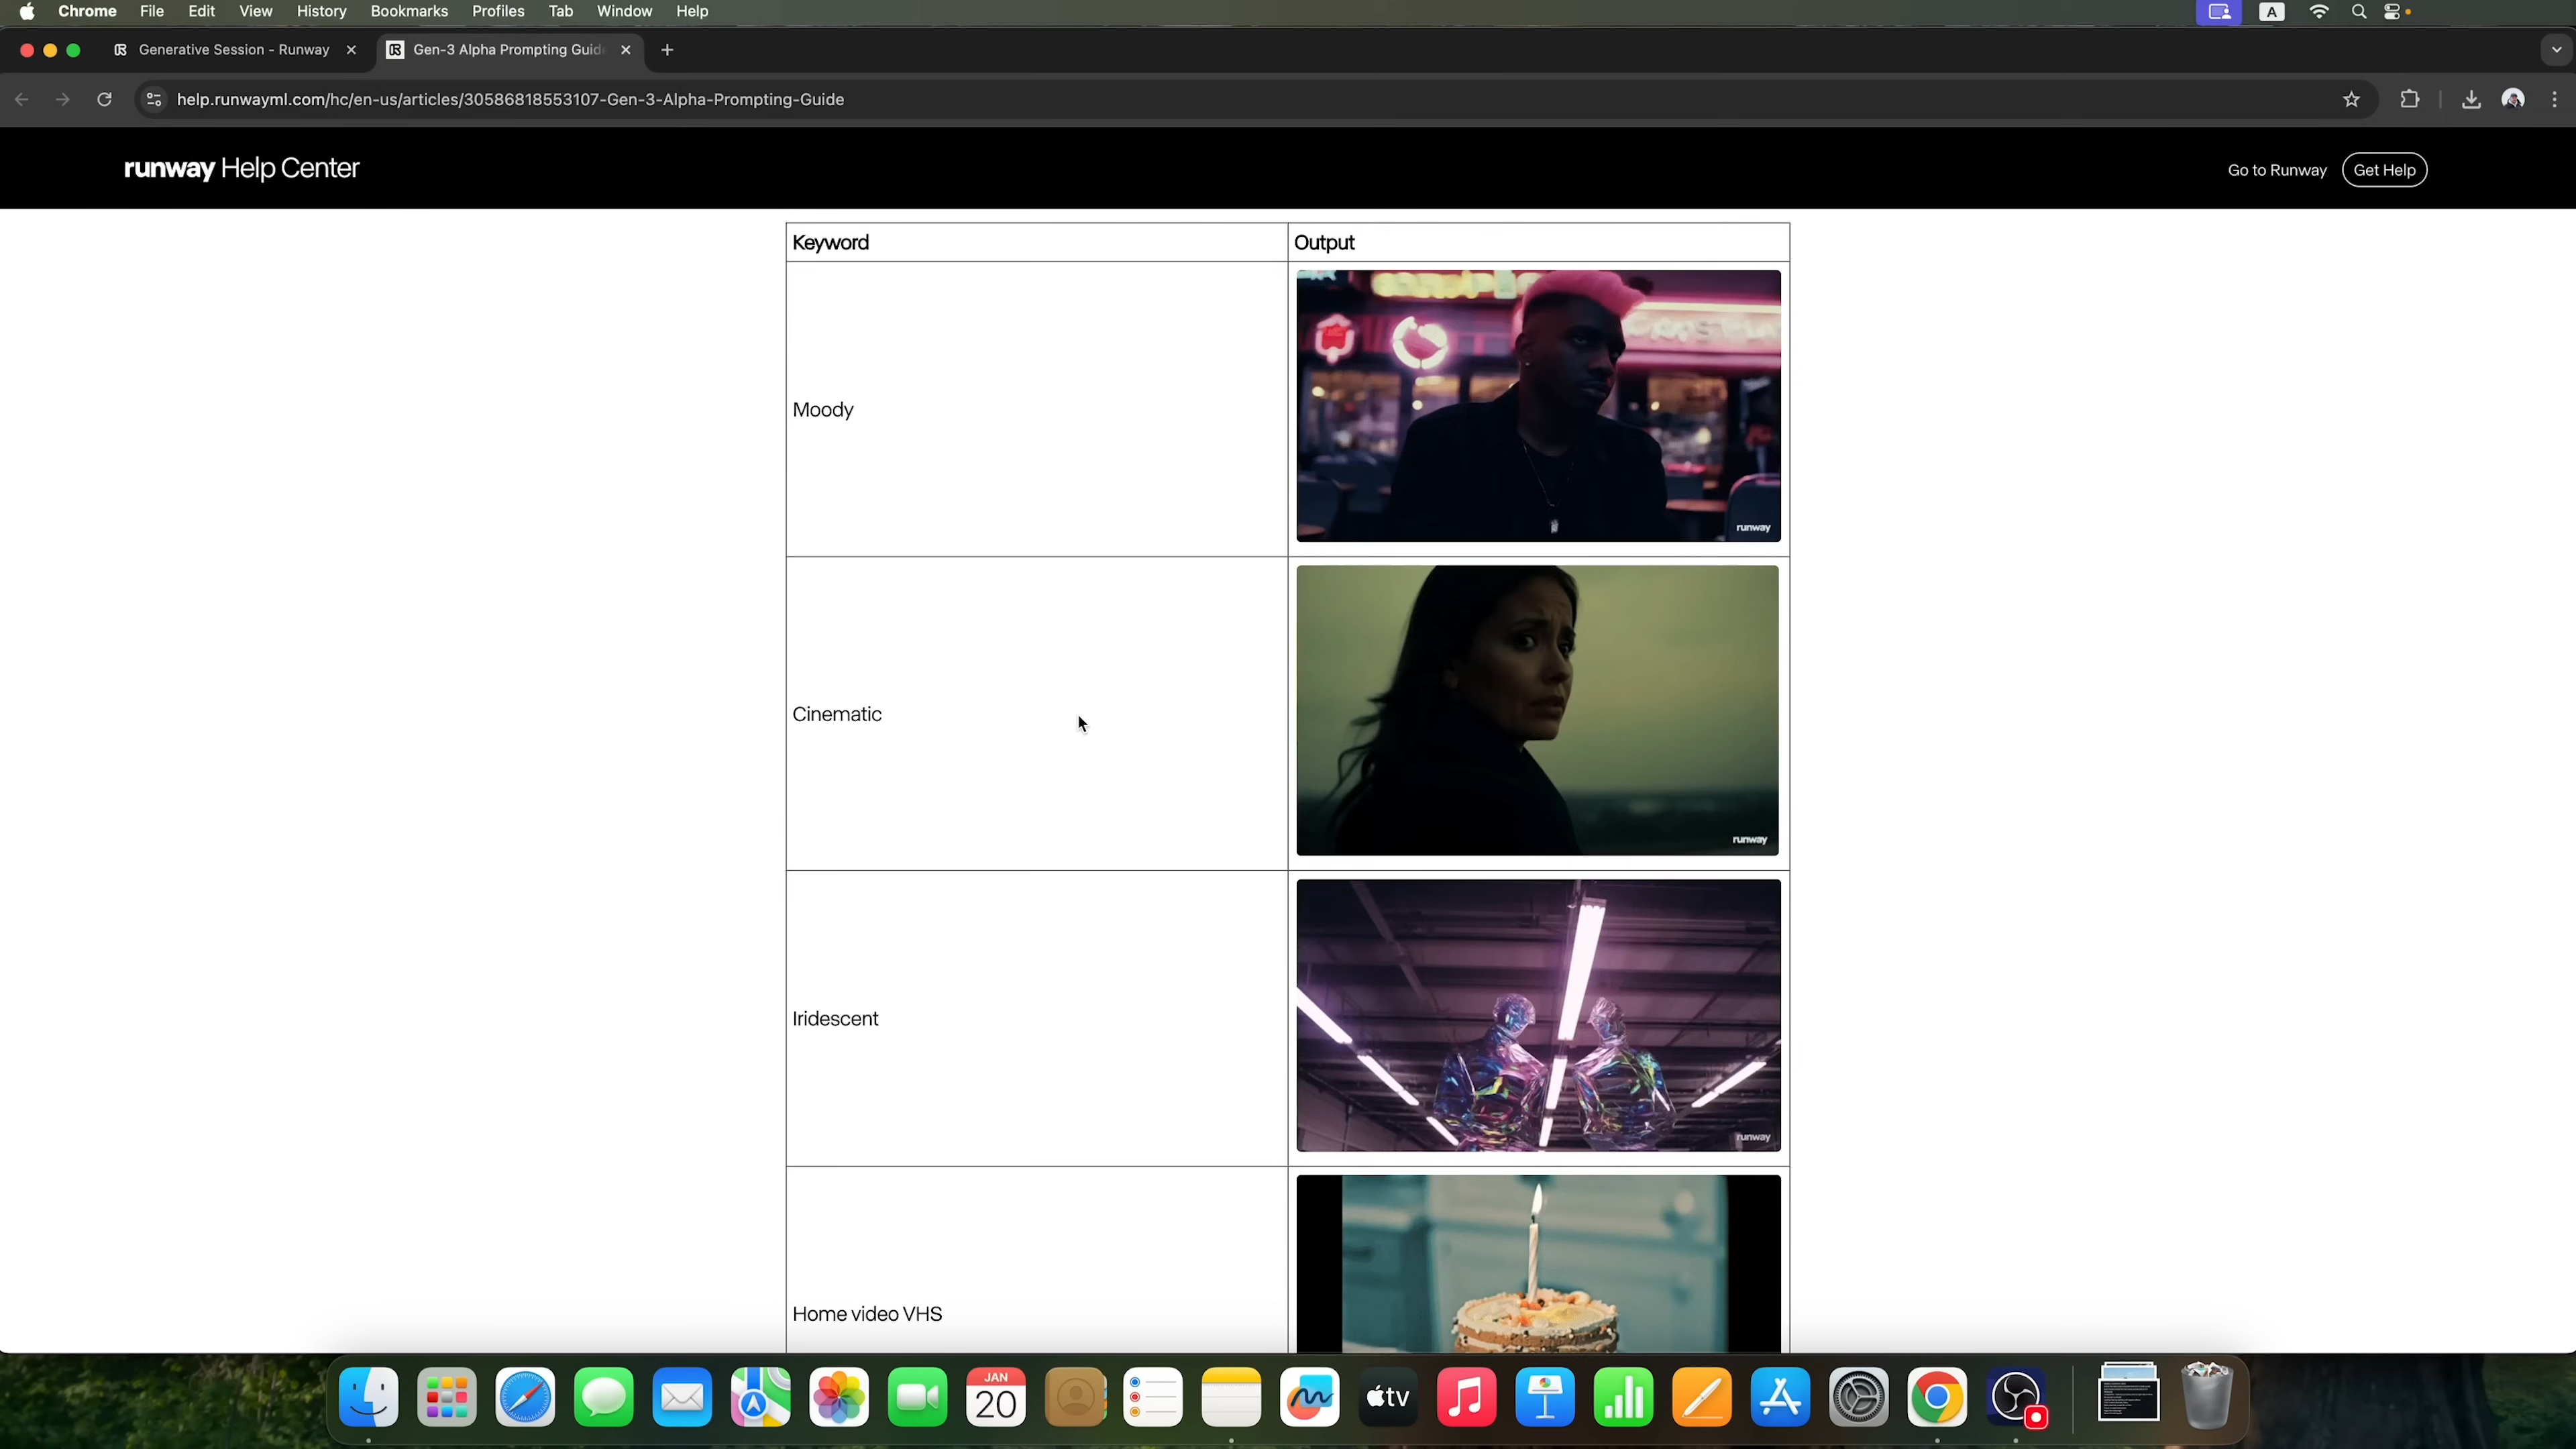 Chrome File Edit View History Bookmarks Profiles Tab Window Help
A
Generative Session - Runway
Gen-3 Alpha Prompting Guid
help.runwayml.com/hc/en-us/articles/30586818553107-Gen-3-Alpha-Prompting-Guide
runway Help Center
Go to Runway
Get Help
Keyword
Output
Moody
runway
Cinematic
runway
Iridescent
runway
Home video VHS
JAN
20
tv